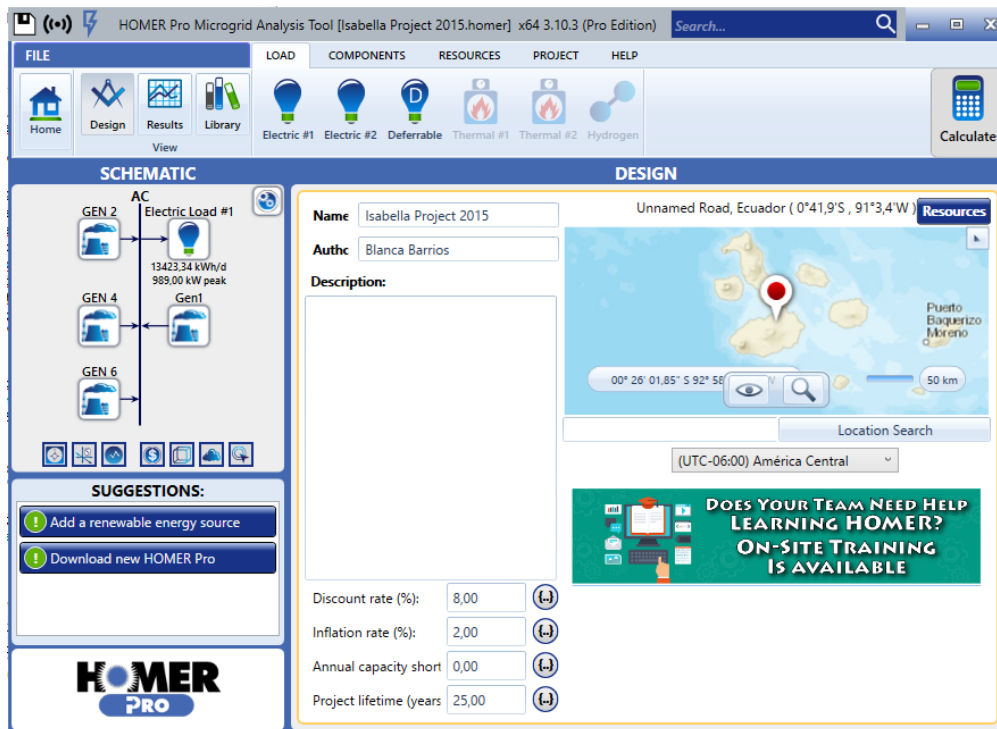 HOMER Pro Microgrid Analysis Tool [Isabella Project 2015.homer] x64 3.10.3 (Pro Edition)
Search...
FILE
LOAD COMPONENTS RESOURCES PROJECT HELP
Home
Design Results Library
View
Electric #1 Electric #2 Deferrable Thermal #1 Thermal #2 Hydrogen
D
Calculate
SCHEMATIC
AC
GEN 2 Electric Load #1
13423,34 kWh/d
989,00 kW peak
GEN 4 Gen1
GEN 6
SUGGESTIONS:
Add a renewable energy source
Download new HOMER Pro
HOMER
PRO
DESIGN
Name Isabella Project 2015
Authc Blanca Barrios
Description:
Discount rate (%): 8,00 {..}
Inflation rate (%): 2,00 {..}
Annual capacity short 0,00 {..}
Project lifetime (years 25,00 {..}
Unnamed Road, Ecuador ( 0°41,9'S , 91°3,4'W ) Resources
Puerto
Baquerizo
Moreno
00° 26' 01,85" S 92° 58
50 km
Location Search
(UTC-06:00) América Central
DOES YOUR TEAM NEED HELP
LEARNING HOMER?
ON-SITE TRAINING
IS AVAILABLE